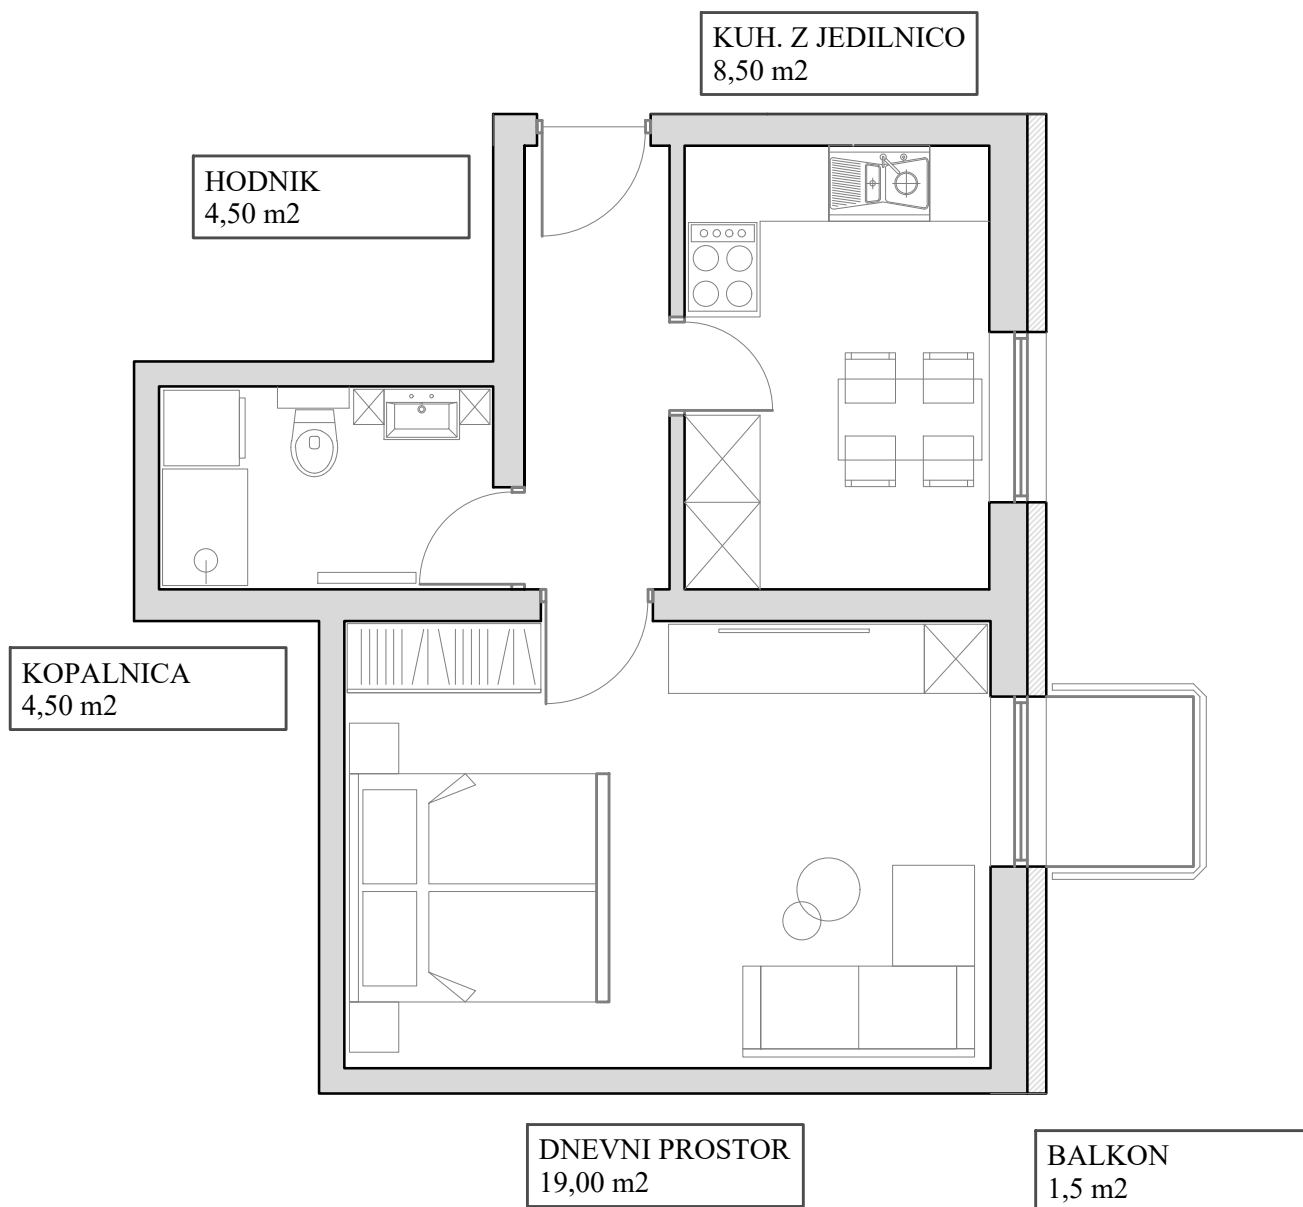 KUH. Z JEDILNICO
8,50 m2
HODNIK
4,50 m2
KOPALNICA
4,50 m2
DNEVNI PROSTOR
19,00 m2
BALKON
1,5 m2